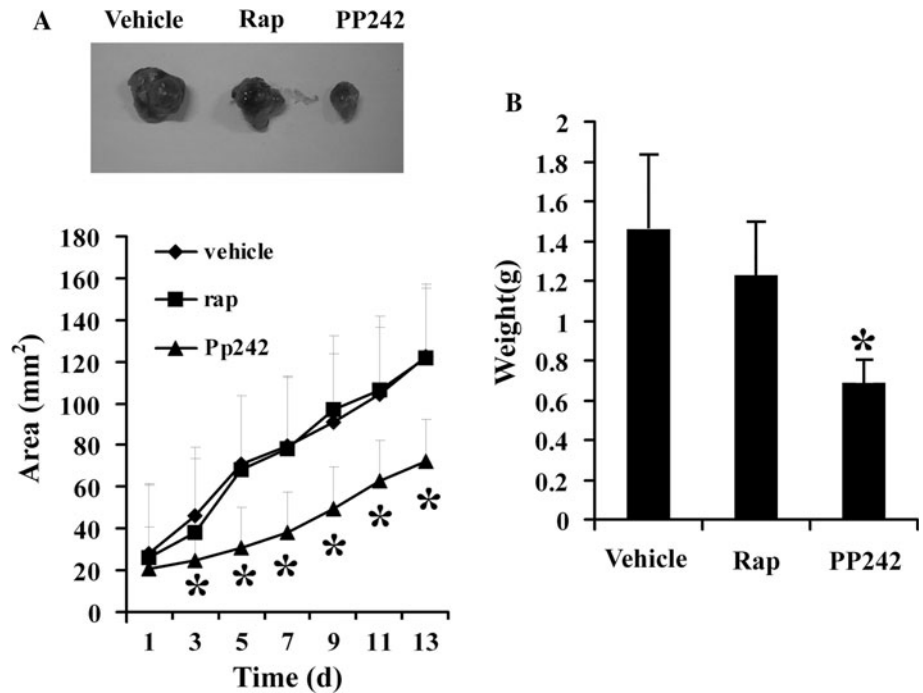 A
Vehicle Rap PP242
180
160
140
120
100
80
60
40
20
0
Area (mm²)
vehicle
rap
Pp242
* * * * * *
1 3 5 7 9 11 13
Time (d)
B
2
1.8
1.6
1.4
1.2
1
0.8
0.6
0.4
0.2
0
Weight(g)
*
Vehicle Rap PP242